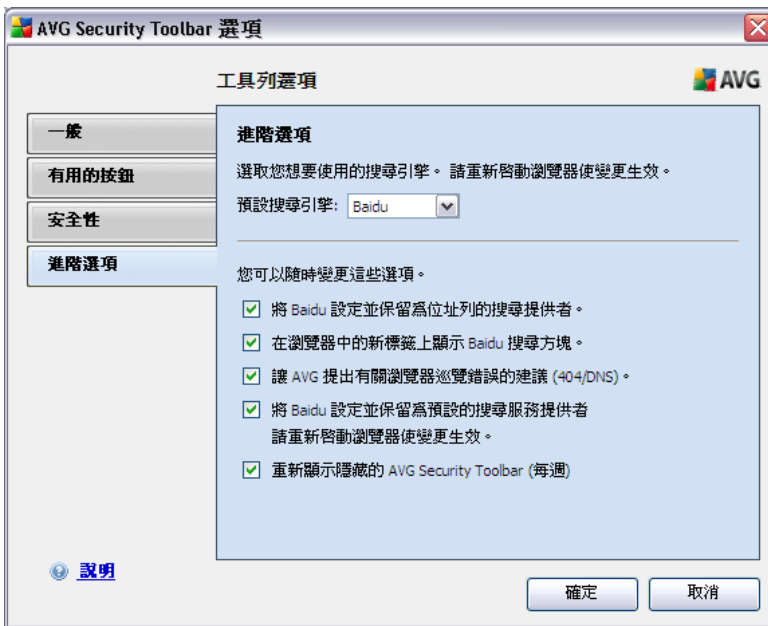 AVG Security Toolbar 選項
工具列選項
AVG
一般
有用的按鈕
安全性
進階選項
進階選項
選取您想要使用的搜尋引擎。 請重新啓動瀏覽器使變更生效。
預設搜尋引擎: Baidu
您可以隨時變更這些選項。
將 Baidu 設定並保留爲位址列的搜尋提供者。
在瀏覽器中的新標籤上顯示 Baidu 搜尋方塊。
讓 AVG 提出有關瀏覽器巡覽錯誤的建議 (404/DNS)。
將 Baidu 設定並保留爲預設的搜尋服務提供者
請重新啓動瀏覽器使變更生效。
重新顯示隱藏的 AVG Security Toolbar (每週)
說明
確定
取消